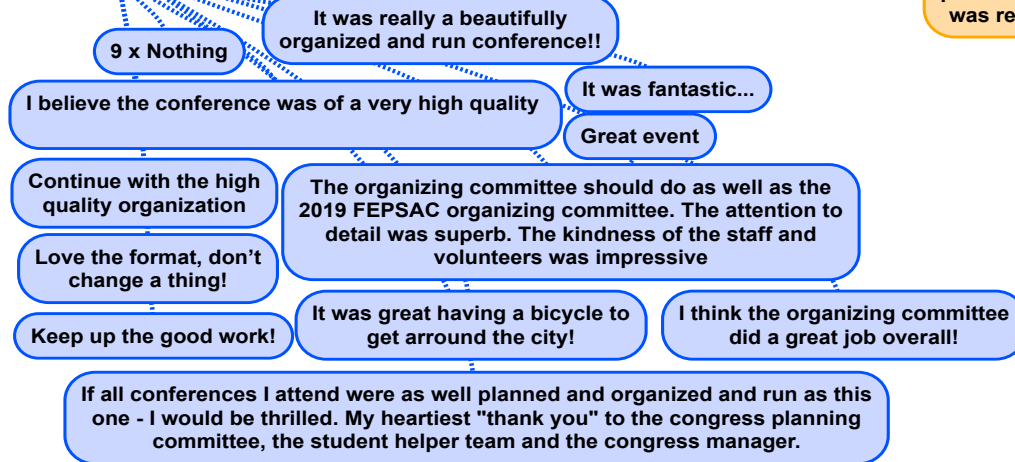 It was really a beautifully
organized and run conference!!
was re
9 x Nothing
It was fantastic...
I believe the conference was of a very high quality
Great event
Continue with the high
quality organization
The organizing committee should do as well as the
2019 FEPSAC organizing committee. The attention to
detail was superb. The kindness of the staff and
volunteers was impressive
Love the format, don't
change a thing!
Keep up the good work!
It was great having a bicycle to
get arround the city!
I think the organizing committee
did a great job overall!
If all conferences I attend were as well planned and organized and run as this
one - I would be thrilled. My heartiest "thank you" to the congress planning
committee, the student helper team and the congress manager.